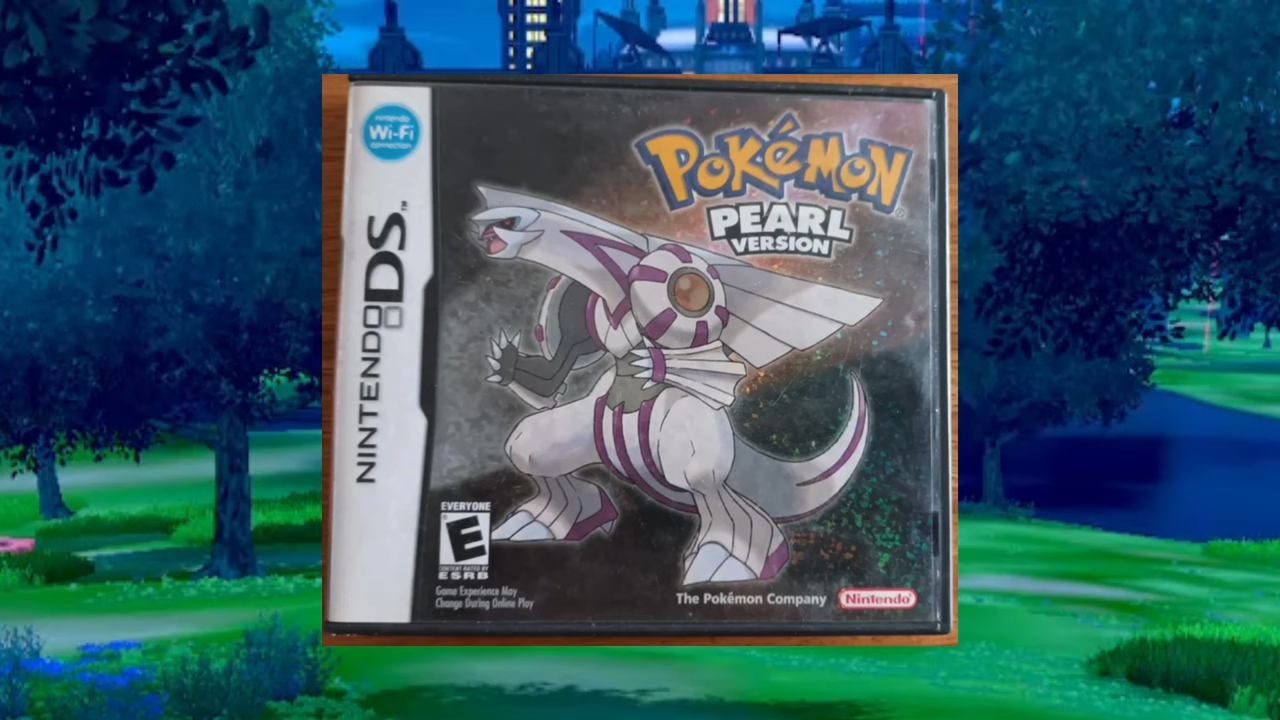 nintendo
Wi-Fi
connection
NINTENDO DS™
POKéMON®
PEARL
VERSION
EVERYONE
E
CONTENT RATED BY
ESRB
Game Experience May
Change During Online Play
The Pokémon Company
Nintendo®